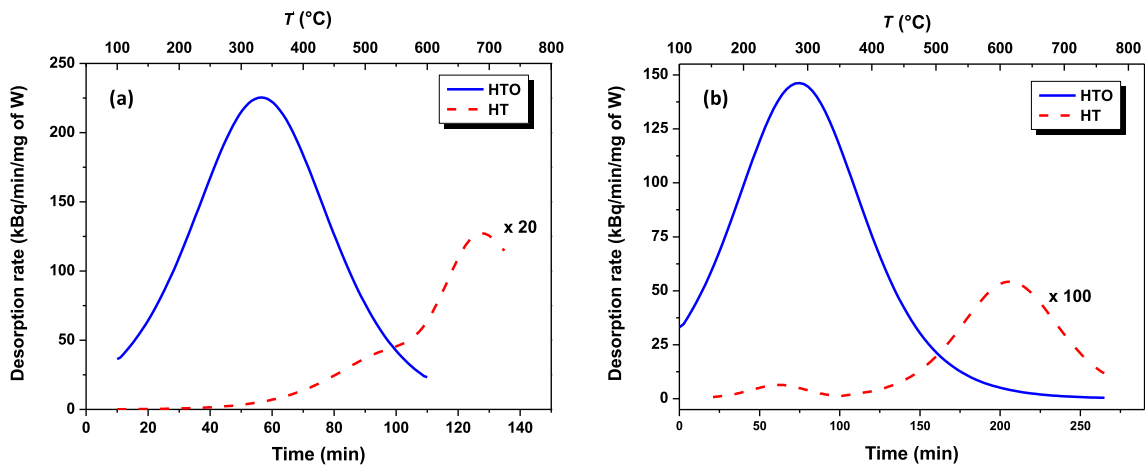 T (°C)
100 200 300 400 500 600 700 800
250
200
150
100
50
0
Desorption rate (kBq/min/mg of W)
(a)
HTO
HT
x 20
0 20 40 60 80 100 120 140
Time (min)
T (°C)
100 200 300 400 500 600 700 800
150
125
100
75
50
25
0
Desorption rate (kBq/min/mg of W)
(b)
HTO
HT
x 100
0 50 100 150 200 250
Time (min)